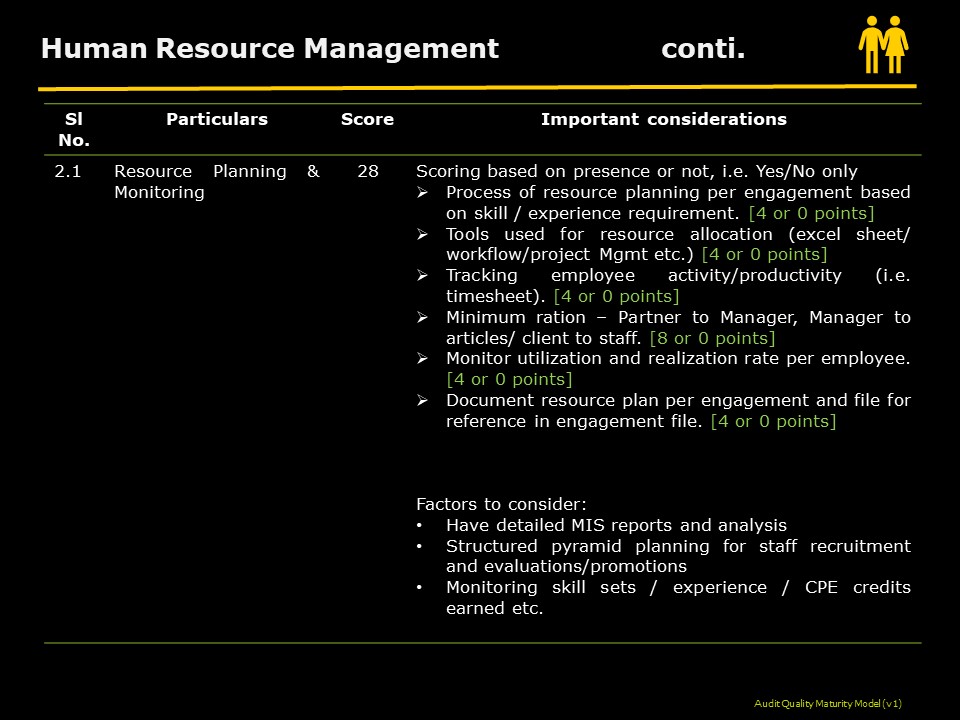 Human Resource Management conti.
Sl No.
Particulars
Score
Important considerations
2.1
Resource Planning &
Monitoring
28
Scoring based on presence or not, i.e. Yes/No only
➢ Process of resource planning per engagement based
on skill / experience requirement. [4 or 0 points]
➢ Tools used for resource allocation (excel sheet/
workflow/project Mgmt etc.) [4 or 0 points]
➢ Tracking employee activity/productivity (i.e.
timesheet). [4 or 0 points]
➢ Minimum ration – Partner to Manager, Manager to
articles/ client to staff. [8 or 0 points]
➢ Monitor utilization and realization rate per employee.
[4 or 0 points]
➢ Document resource plan per engagement and file for
reference in engagement file. [4 or 0 points]
Factors to consider:
• Have detailed MIS reports and analysis
• Structured pyramid planning for staff recruitment
and evaluations/promotions
• Monitoring skill sets / experience / CPE credits
earned etc.
Audit Quality Maturity Model (v1)